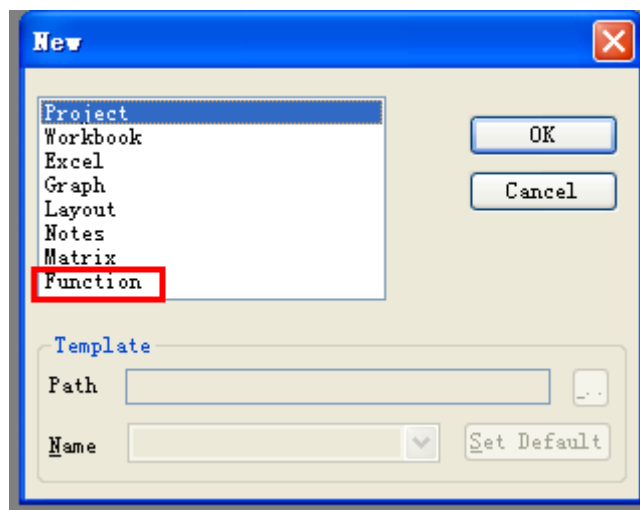 New
Project
Workbook
Excel
Graph
Layout
Notes
Matrix
Function
OK
Cancel
Template
Path
...
Name
Set Default